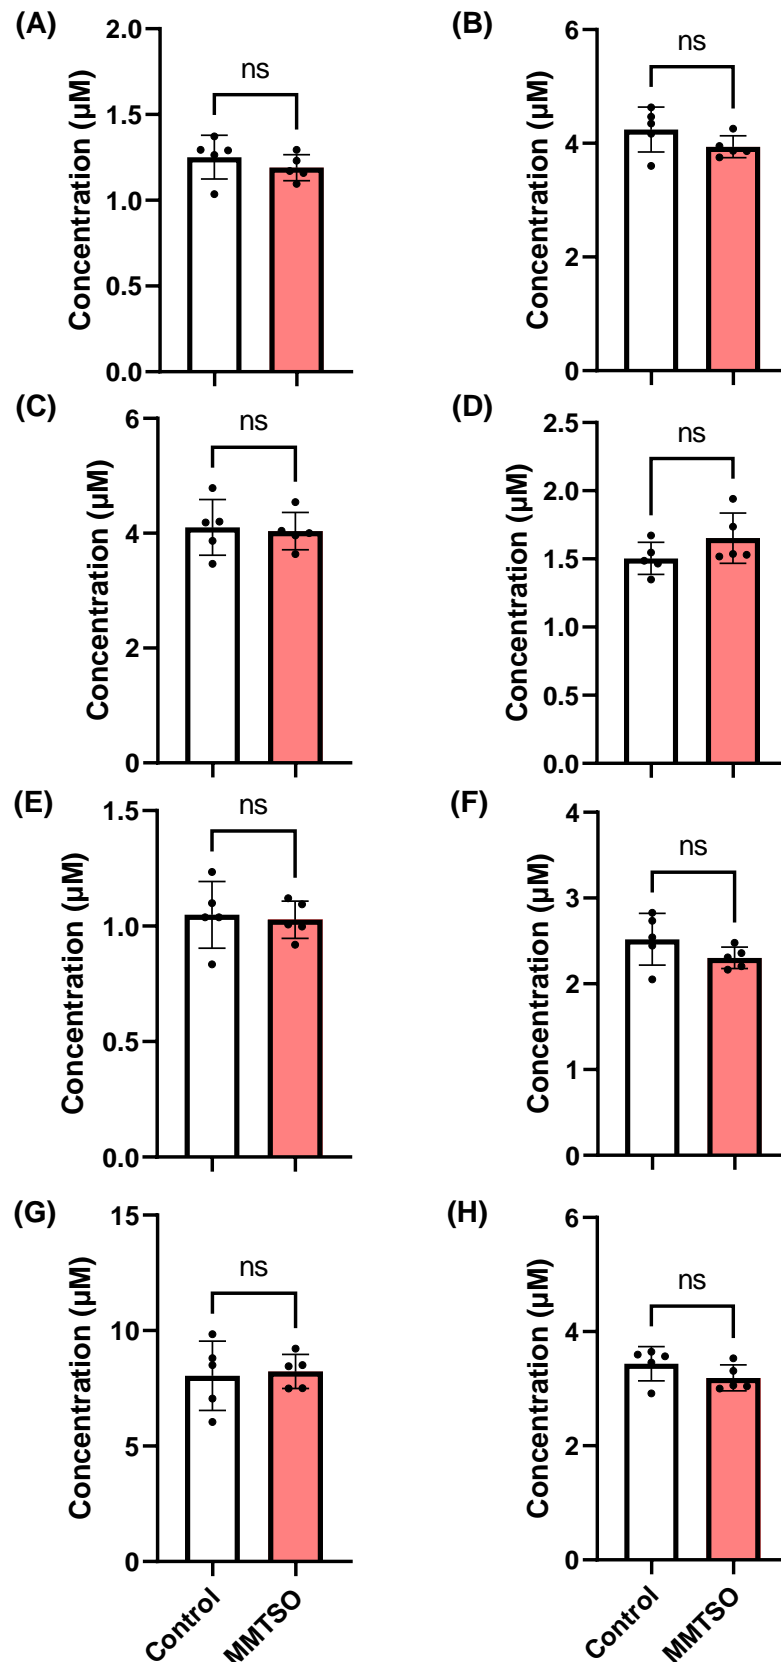 (A)
Concentration (µM)
2.0
1.5
1.0
0.5
0.0
ns
(B)
Concentration (µM)
6
4
2
0
ns
(C)
Concentration (µM)
6
4
2
0
ns
(D)
Concentration (µM)
2.5
2.0
1.5
1.0
0.5
0.0
ns
(E)
Concentration (µM)
1.5
1.0
0.5
0.0
ns
(F)
Concentration (µM)
4
3
2
1
0
ns
(G)
Concentration (µM)
15
10
5
0
ns
Control
MMTSO
(H)
Concentration (µM)
6
4
2
0
ns
Control
MMTSO